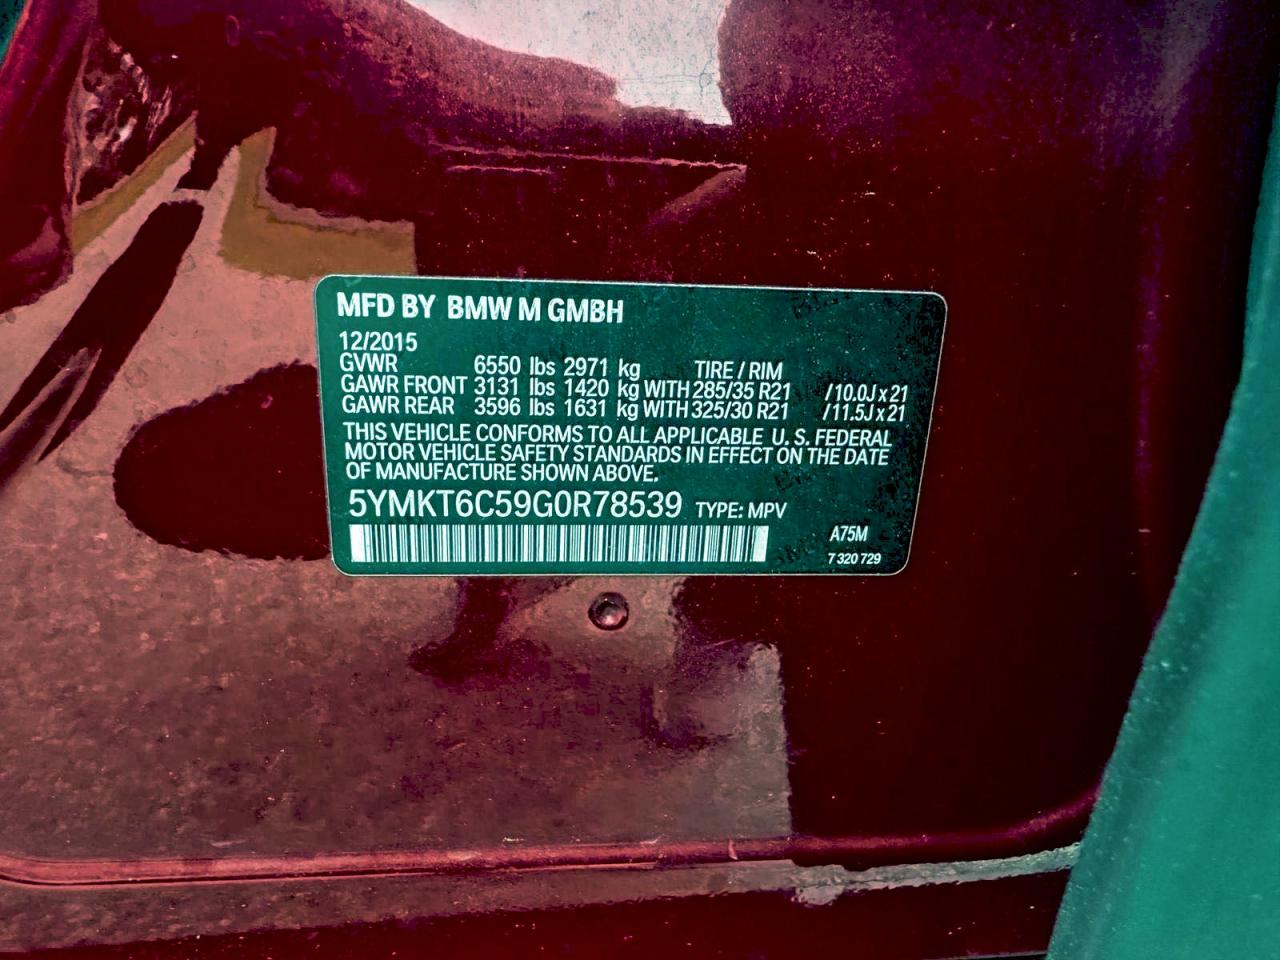 MFD BY BMW M GMBH
12/2015
GVWR 6550 lbs 2971 kg TIRE / RIM
GAWR FRONT 3131 lbs 1420 kg WITH 285/35 R21 /10.0J x 21
GAWR REAR 3596 lbs 1631 kg WITH 325/30 R21 /11.5J x 21
THIS VEHICLE CONFORMS TO ALL APPLICABLE U. S. FEDERAL
MOTOR VEHICLE SAFETY STANDARDS IN EFFECT ON THE DATE
OF MANUFACTURE SHOWN ABOVE.
5YMKT6C59G0R78539 TYPE: MPV
A75M
7 320 729